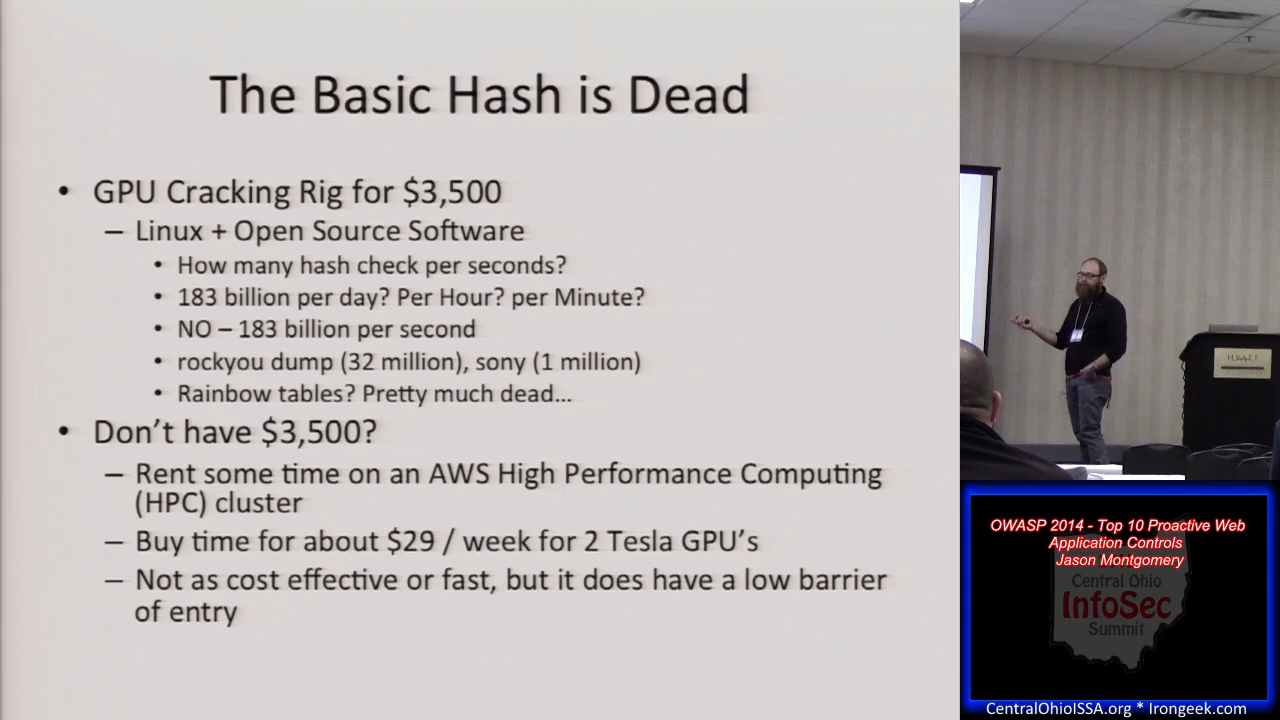 The Basic Hash is Dead
• GPU Cracking Rig for $3,500
– Linux + Open Source Software
• How many hash check per seconds?
• 183 billion per day? Per Hour? per Minute?
• NO – 183 billion per second
• rockyou dump (32 million), sony (1 million)
• Rainbow tables? Pretty much dead…
• Don’t have $3,500?
– Rent some time on an AWS High Performance Computing
(HPC) cluster
– Buy time for about $29 / week for 2 Tesla GPU’s
– Not as cost effective or fast, but it does have a low barrier
of entry
HYATT
OWASP 2014 - Top 10 Proactive Web
Application Controls
Jason Montgomery
Central Ohio
InfoSec
Summit
CentralOhioISSA.org * Irongeek.com